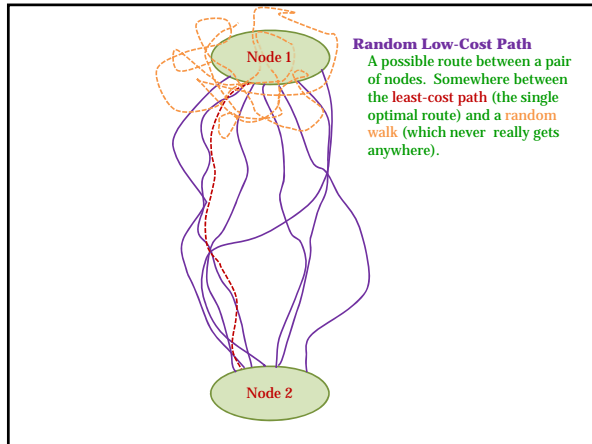 Random Low-Cost Path
A possible route between a pair
of nodes. Somewhere between
the least-cost path (the single
optimal route) and a random
walk (which never really gets
anywhere).
Node 1
Node 2